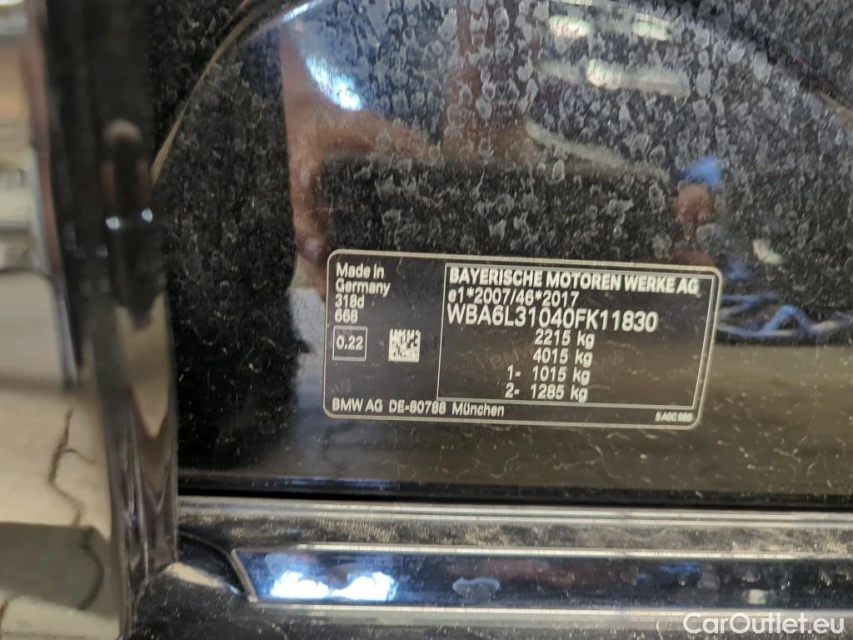 Made in
Germany
318d
668
0.22
BAYERISCHE MOTOREN WERKE AG
e1*2007/46*2017
WBA6L31040FK11830
2215 kg
4015 kg
1- 1015 kg
2- 1285 kg
BMW AG DE-80788 München
CarOutlet.eu